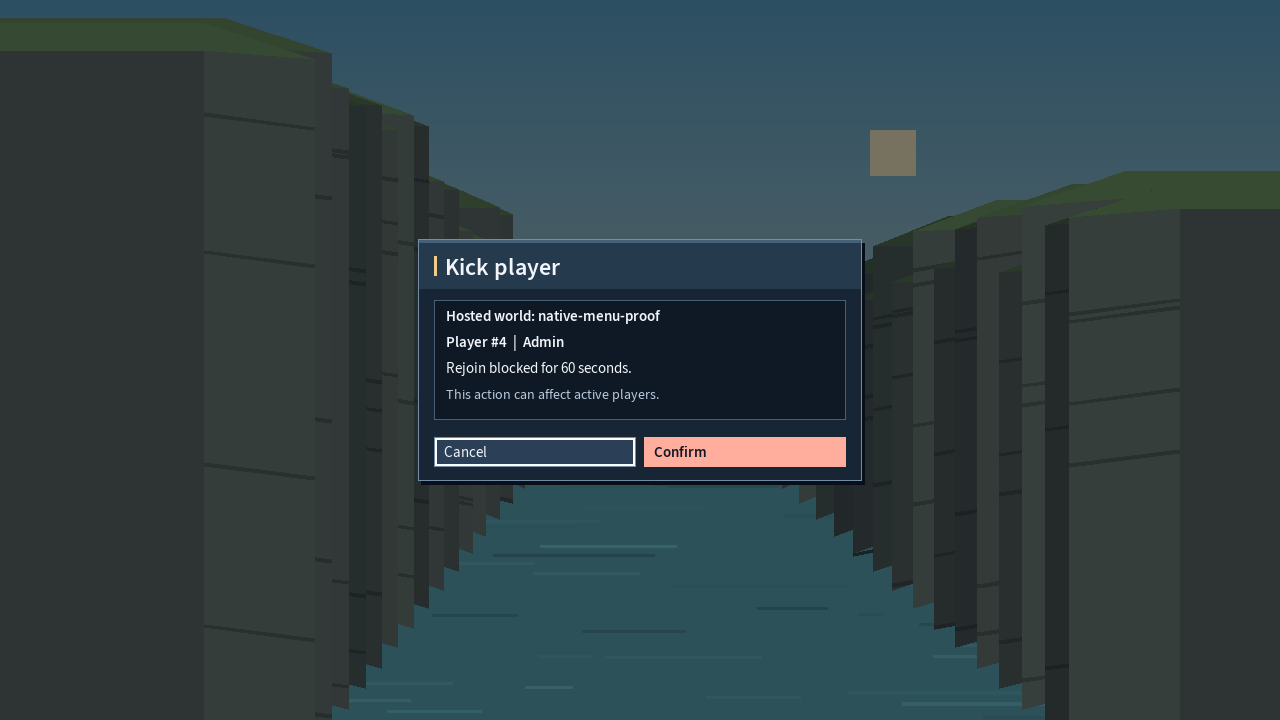 Kick player
Hosted world: native-menu-proof
Player #4 | Admin
Rejoin blocked for 60 seconds.
This action can affect active players.
Cancel
Confirm